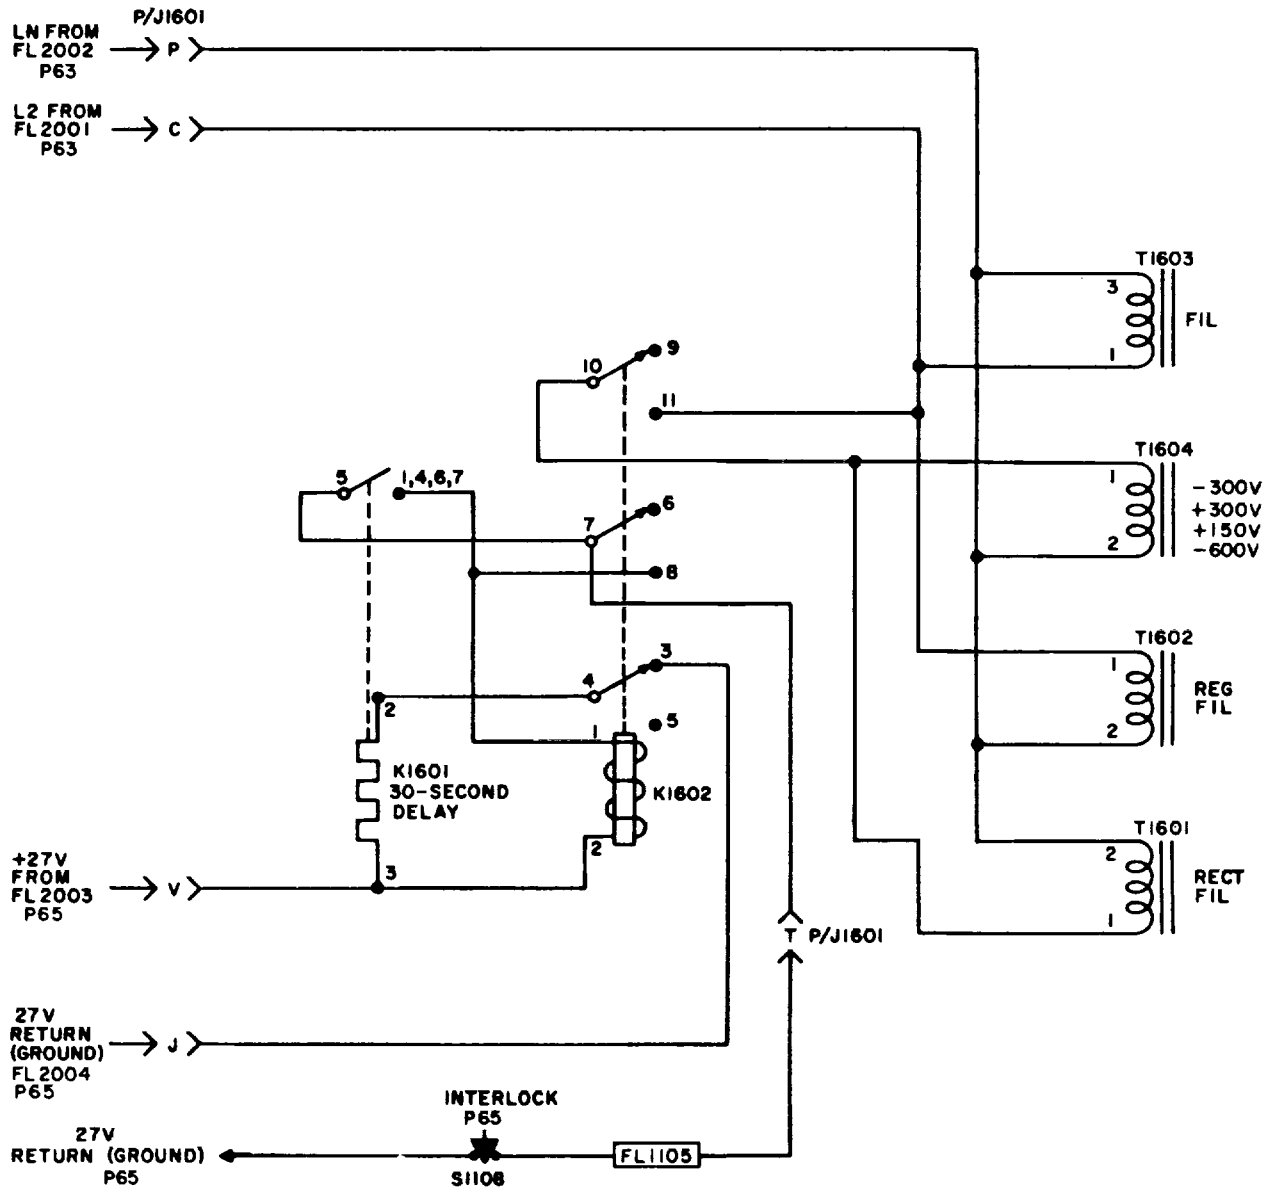 P/J1601
LN FROM
FL2002
P63
P
L2 FROM
FL2001
P63
C
T1603
3
1
FIL
9
10
11
T1604
1
2
-300V
+300V
+150V
-600V
5
1,4,6,7
6
7
8
T1602
1
2
REG
FIL
3
4
5
2
1
K1601
30-SECOND
DELAY
K1602
2
3
T1601
2
1
RECT
FIL
+27V
FROM
FL2003
P65
V
T P/J1601
27V
RETURN
(GROUND)
FL2004
P65
J
INTERLOCK
P65
27V
RETURN (GROUND)
P65
S1108
FL1105